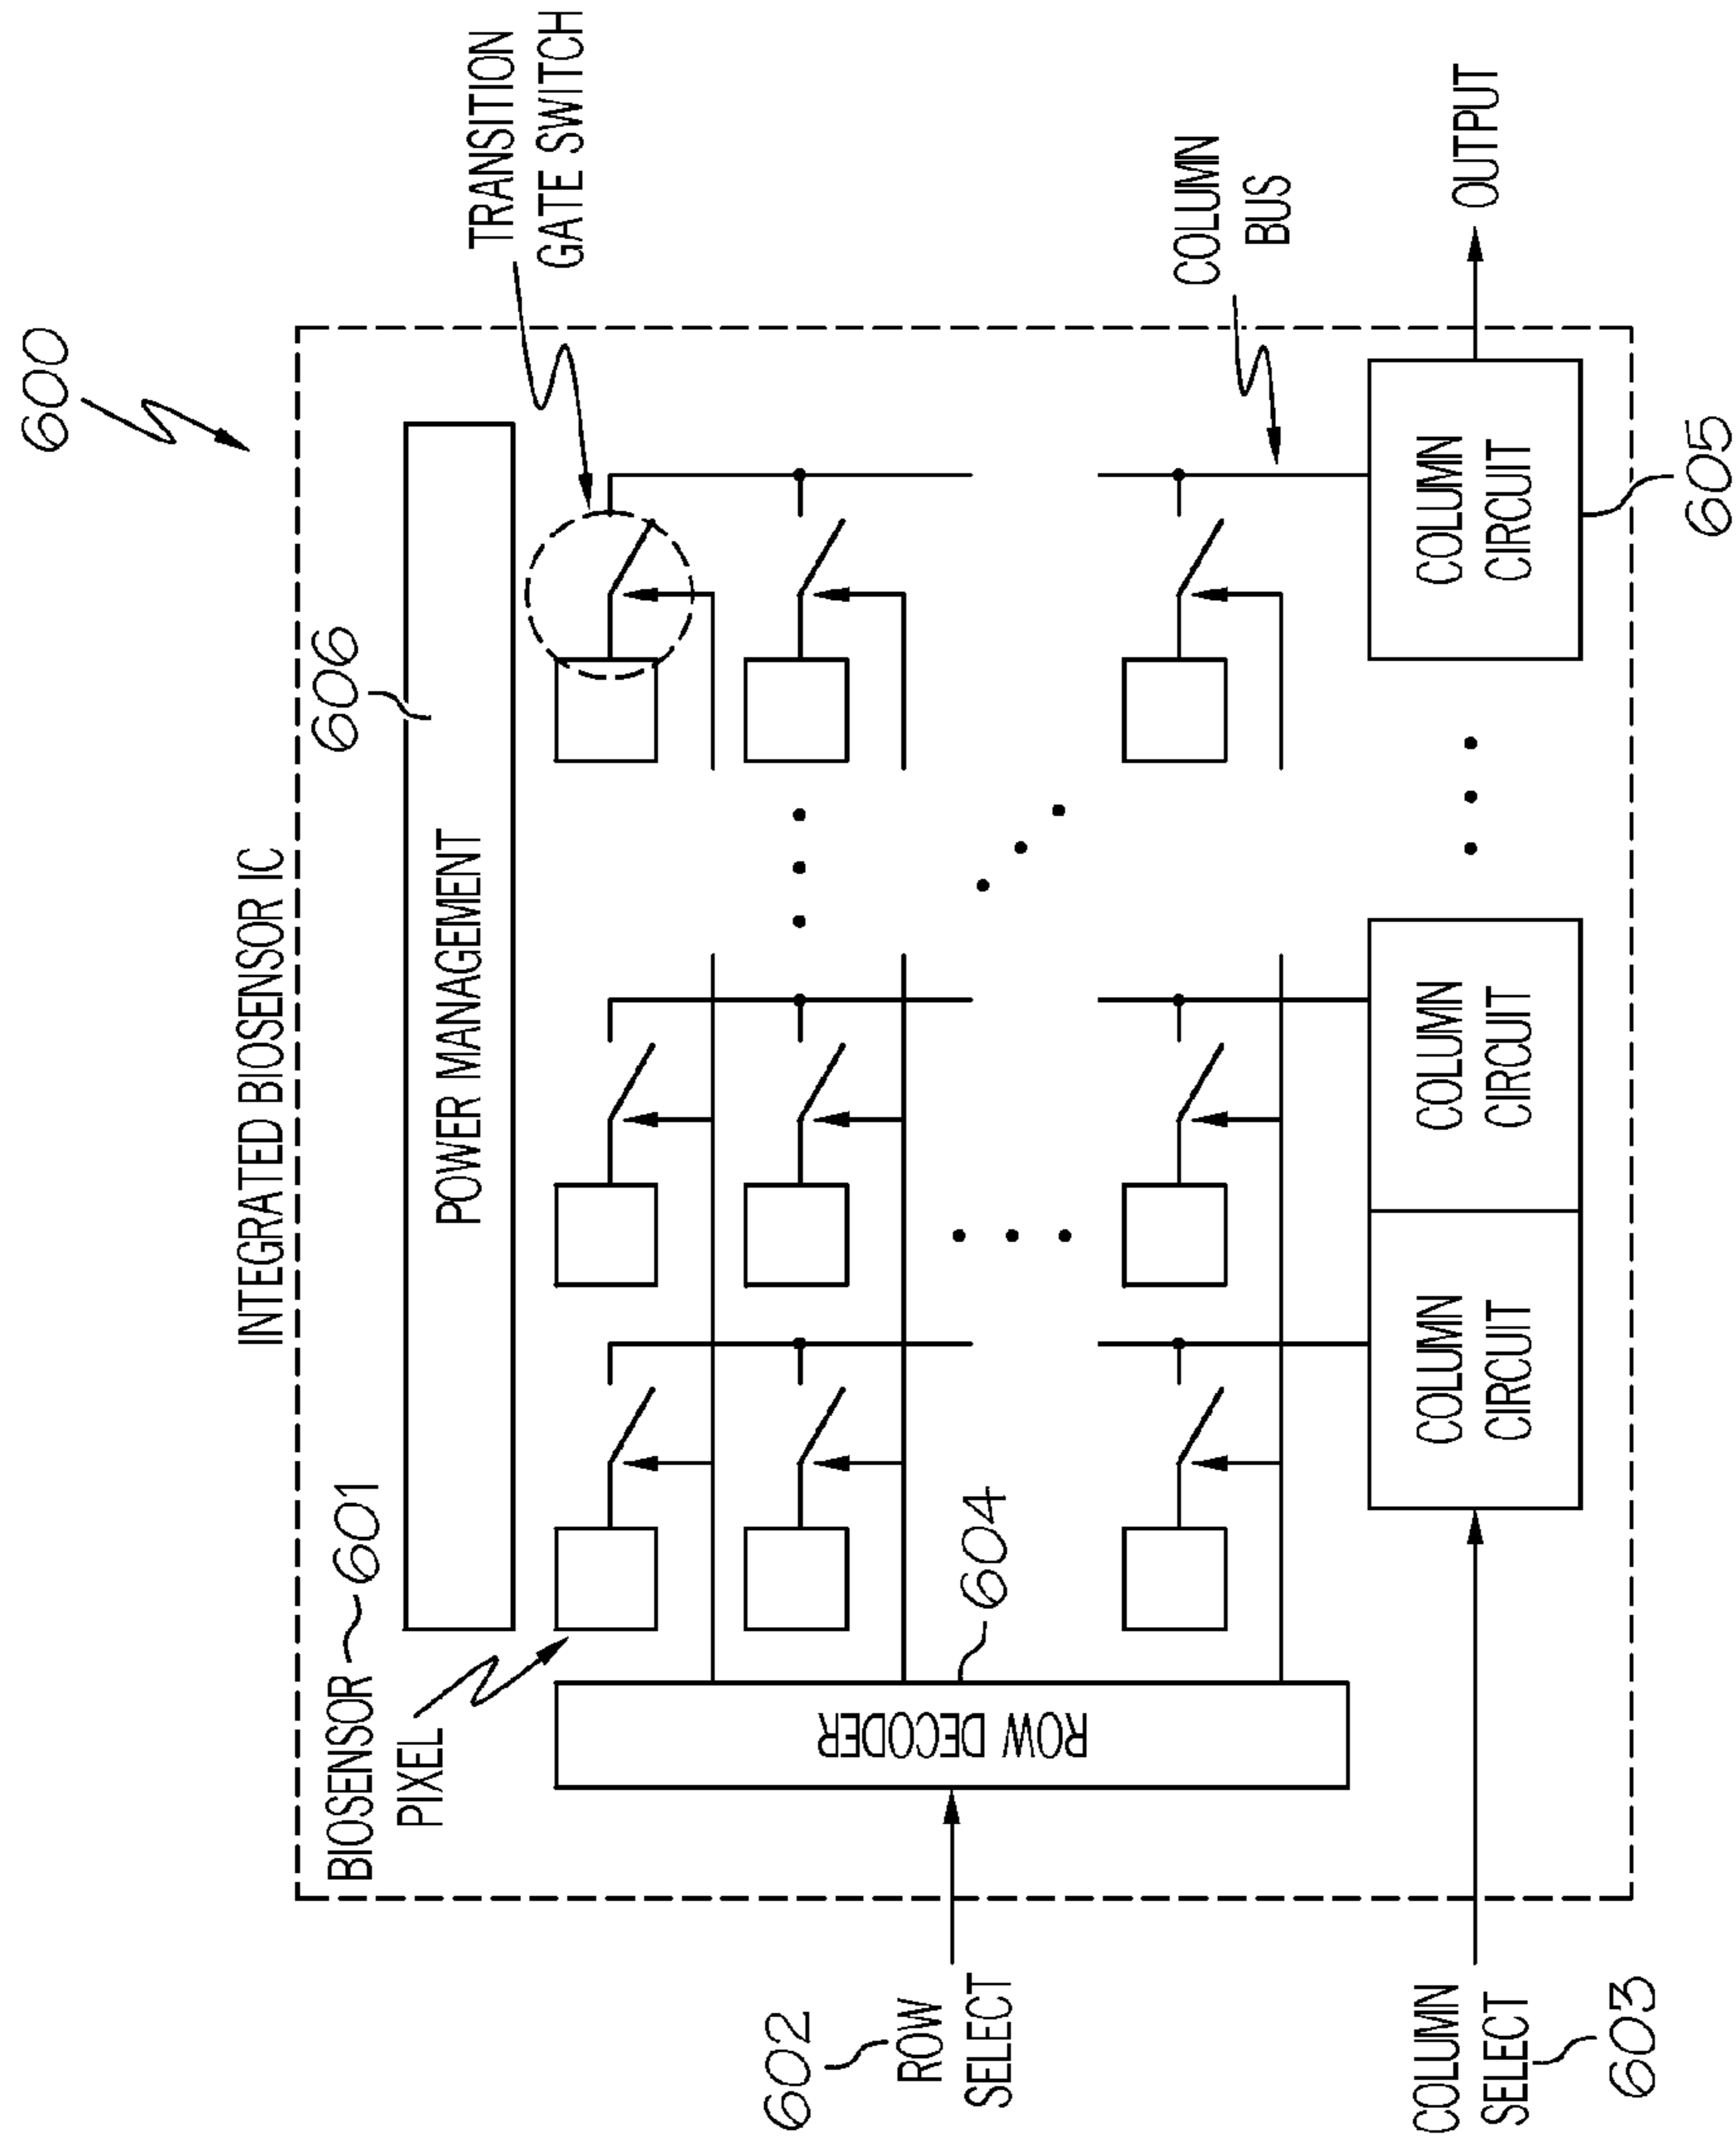 600
INTEGRATED BIOSENSOR IC
BIOSENSOR 601
PIXEL
606
POWER MANAGEMENT
TRANSITION
GATE SWITCH
602
ROW
SELECT
ROW DECODER
604
COLUMN
BUS
COLUMN
SELECT
603
COLUMN
CIRCUIT
COLUMN
CIRCUIT
COLUMN
CIRCUIT
605
OUTPUT